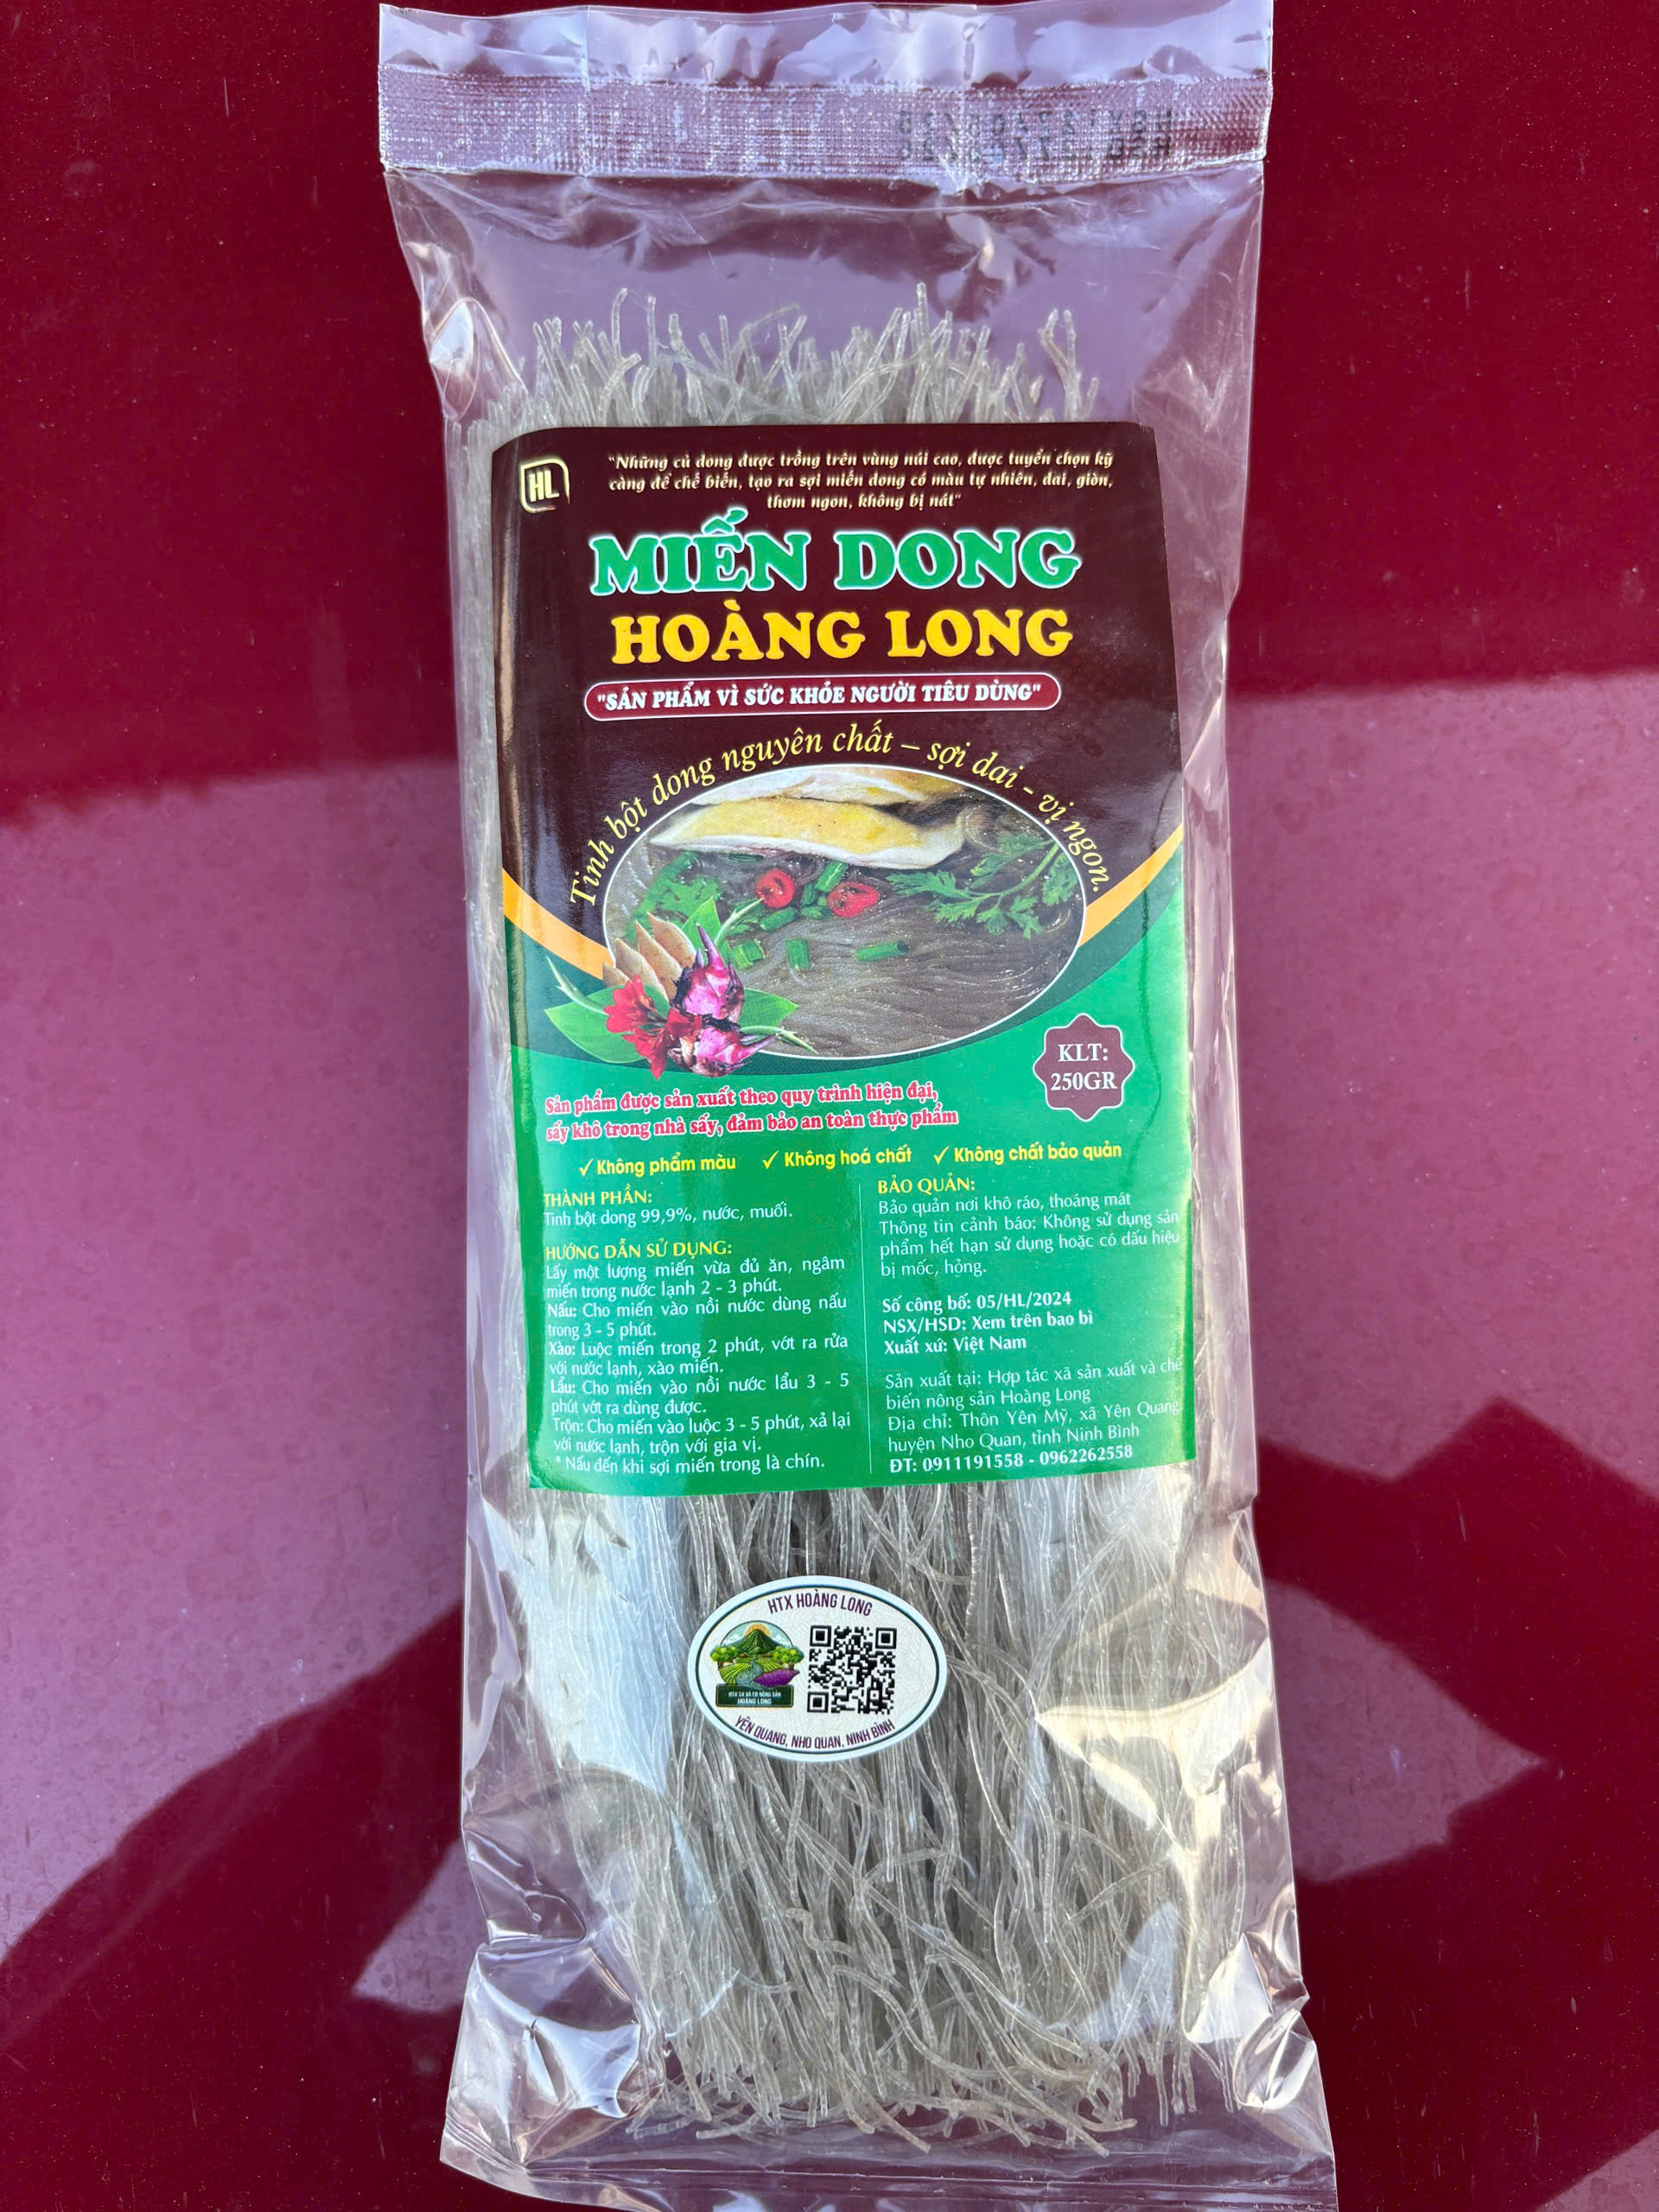 HL
"Những củ dong được trồng trên vùng núi cao, được tuyển chọn kỹ
càng để chế biến, tạo ra sợi miến dong có màu tự nhiên, dai, giòn,
thơm ngon, không bị nát"
MIẾN DONG
HOÀNG LONG
"SẢN PHẨM VÌ SỨC KHỎE NGƯỜI TIÊU DÙNG"
Tinh bột dong nguyên chất – sợi dai - vị ngon.
KLT:
250GR
Sản phẩm được sản xuất theo quy trình hiện đại,
sấy khô trong nhà sấy, đảm bảo an toàn thực phẩm
✓ Không phẩm màu ✓ Không hoá chất ✓ Không chất bảo quản
THÀNH PHẦN:
Tinh bột dong 99,9%, nước, muối.
HƯỚNG DẪN SỬ DỤNG:
Lấy một lượng miến vừa đủ ăn, ngâm
miến trong nước lạnh 2 - 3 phút.
Nấu: Cho miến vào nồi nước dùng nấu
trong 3 - 5 phút.
Xào: Luộc miến trong 2 phút, vớt ra rửa
với nước lạnh, xào miến.
Lẩu: Cho miến vào nồi nước lẩu 3 - 5
phút vớt ra dùng được.
Trộn: Cho miến vào luộc 3 - 5 phút, xả lại
với nước lạnh, trộn với gia vị.
* Nấu đến khi sợi miến trong là chín.
BẢO QUẢN:
Bảo quản nơi khô ráo, thoáng mát
Thông tin cảnh báo: Không sử dụng sản
phẩm hết hạn sử dụng hoặc có dấu hiệu
bị mốc, hỏng.
Số công bố: 05/HL/2024
NSX/HSD: Xem trên bao bì
Xuất xứ: Việt Nam
Sản xuất tại: Hợp tác xã sản xuất và chế
biến nông sản Hoàng Long
Địa chỉ: Thôn Yên Mỹ, xã Yên Quang,
huyện Nho Quan, tỉnh Ninh Bình
ĐT: 0911191558 - 0962262558
HTX HOÀNG LONG
HTX SX VÀ CB NÔNG SẢN
HOÀNG LONG
YÊN QUANG, NHO QUAN, NINH BÌNH